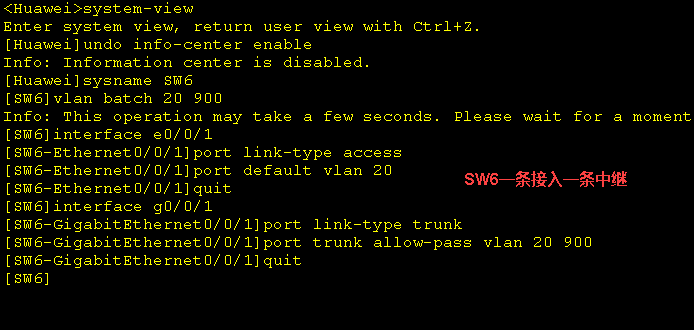 <Huawei>system-view
Enter system view, return user view with Ctrl+Z.
[Huawei]undo info-center enable
Info: Information center is disabled.
[Huawei]sysname SW6
[SW6]vlan batch 20 900
Info: This operation may take a few seconds. Please wait for a moment
[SW6]interface e0/0/1
[SW6-Ethernet0/0/1]port link-type access
[SW6-Ethernet0/0/1]port default vlan 20
SW6一条接入一条中继
[SW6-Ethernet0/0/1]quit
[SW6]interface g0/0/1
[SW6-GigabitEthernet0/0/1]port link-type trunk
[SW6-GigabitEthernet0/0/1]port trunk allow-pass vlan 20 900
[SW6-GigabitEthernet0/0/1]quit
[SW6]